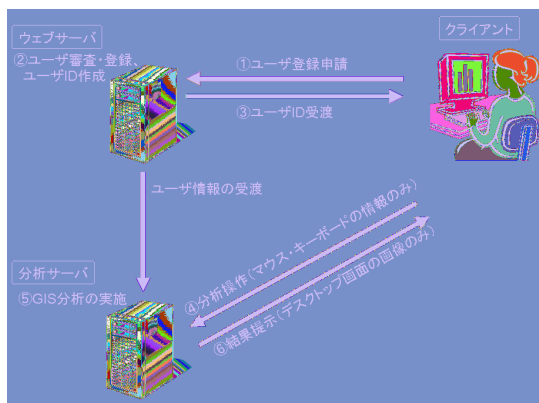 ウェブサーバ
クライアント
②ユーザ審査・登録、
ユーザID作成
①ユーザ登録申請
③ユーザID受渡
ユーザ情報の受渡
④分析操作(マウス・キーボードの情報のみ)
⑥結果提示(デスクトップ画面の画像のみ)
分析サーバ
⑤GIS分析の実施